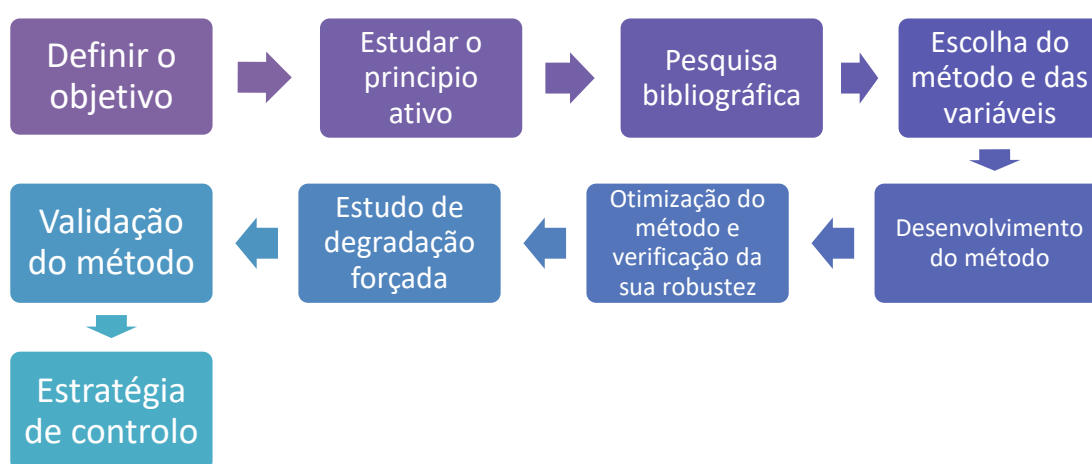 Definir o
objetivo
Estudar o
principio
ativo
Pesquisa
bibliográfica
Escolha do
método e das
variáveis
Desenvolvimento
do método
Otimização do
método e
verificação da
sua robustez
Estudo de
degradação
forçada
Validação
do método
Estratégia
de controlo